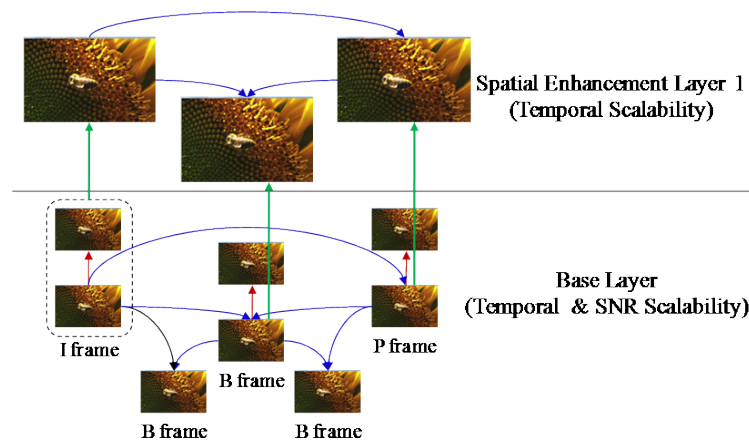 Spatial Enhancement Layer 1
(Temporal Scalability)
Base Layer
(Temporal & SNR Scalability)
I frame
B frame
P frame
B frame
B frame